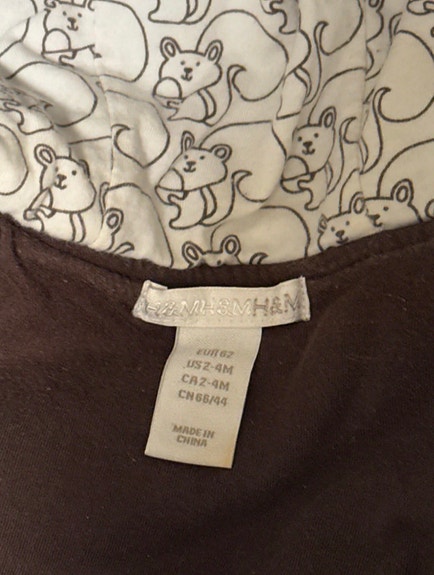 H&MH&MH&M
EUR 62
US 2-4M
CA 2-4M
CN 66/44
MADE IN
CHINA